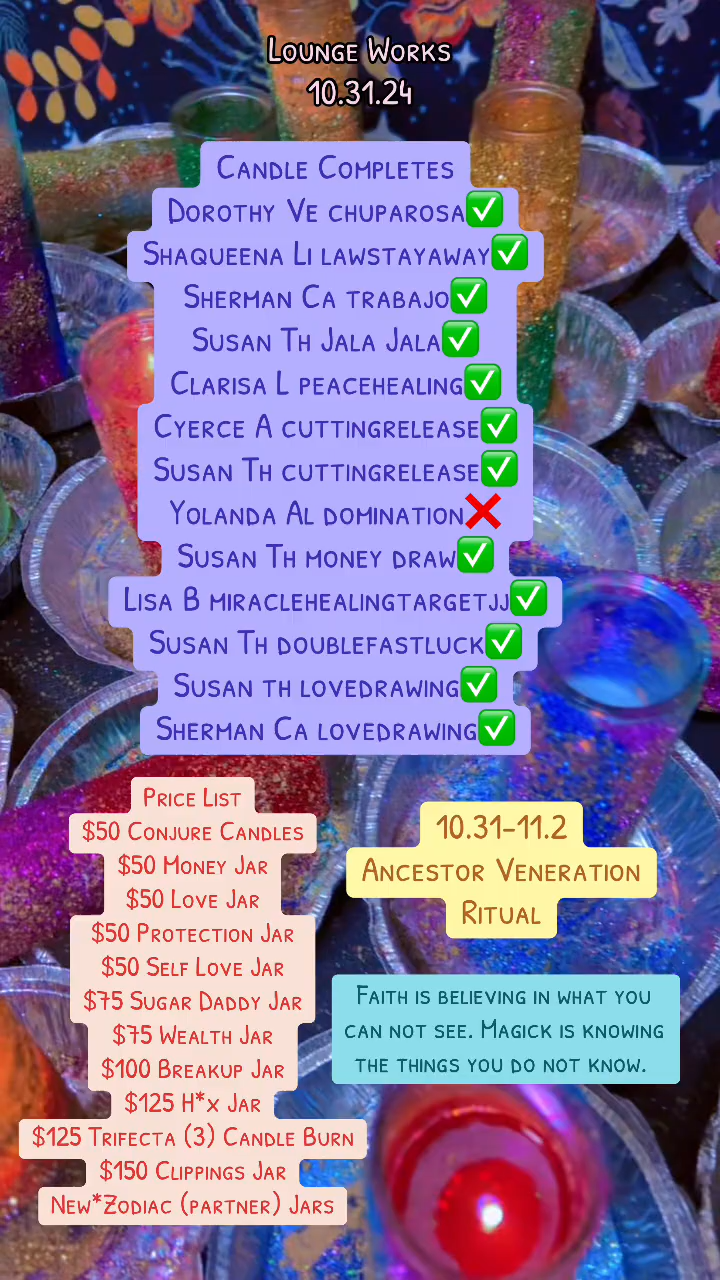 Lounge Works
10.31.24
Candle Completes
Dorothy Ve chuparosa✅
Shaqueena Li lawstayaway✅
Sherman Ca trabajo✅
Susan Th Jala Jala✅
Clarisa L peacehealing✅
Cyerce A cuttingrelease✅
Susan Th cuttingrelease✅
Yolanda Al domination❌
Susan Th money draw✅
Lisa B miraclehealingtargetjj✅
Susan Th doublefastluck✅
Susan th lovedrawing✅
Sherman Ca lovedrawing✅
Price List
$50 Conjure Candles
$50 Money Jar
$50 Love Jar
$50 Protection Jar
$50 Self Love Jar
$75 Sugar Daddy Jar
$75 Wealth Jar
$100 Breakup Jar
$125 H*x Jar
$125 Trifecta (3) Candle Burn
$150 Clippings Jar
New*Zodiac (partner) Jars
10.31-11.2
Ancestor Veneration
Ritual
Faith is believing in what you
can not see. Magick is knowing
the things you do not know.